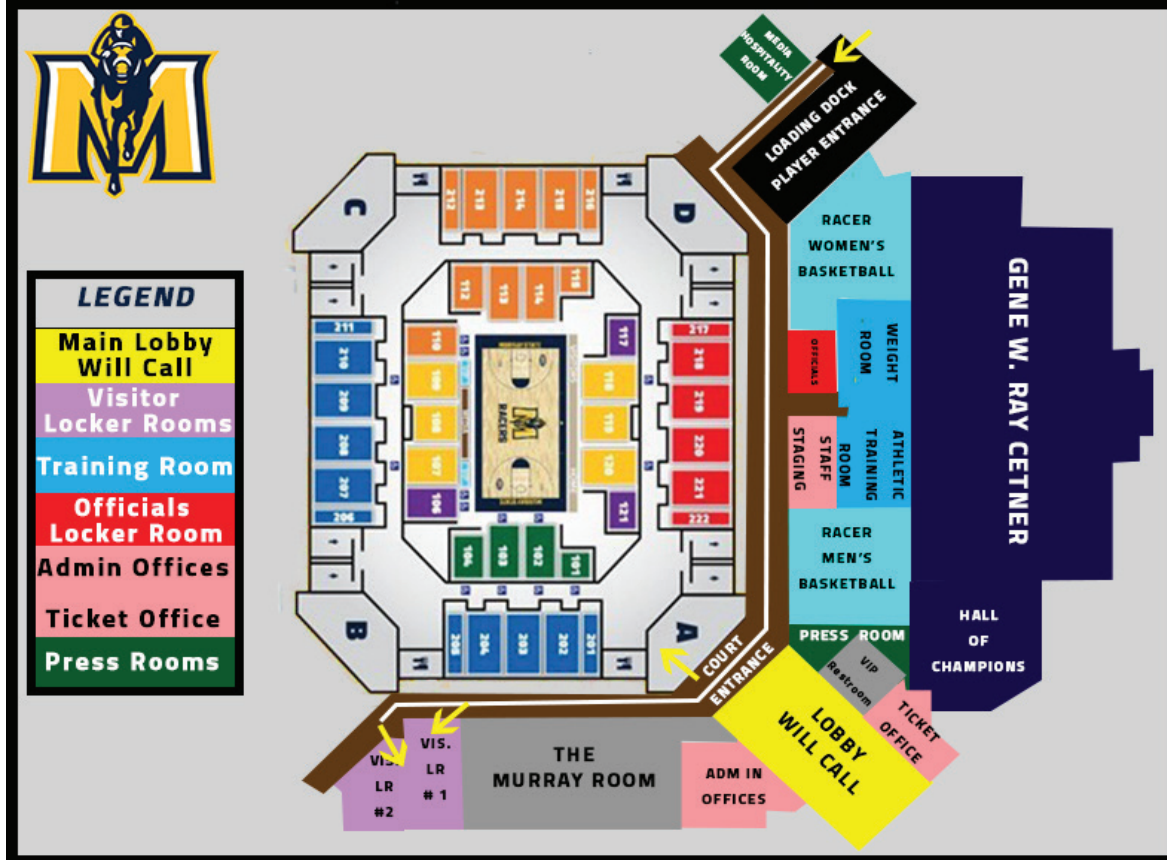 M
MEDIA
HOSPITALITY
ROOM
LOADING DOCK
PLAYER ENTRANCE
C
212
213
214
215
216
D
RACER
WOMEN'S
BASKETBALL
GENE W. RAY CETNER
LEGEND
Main Lobby
Will Call
Visitor
Locker Rooms
Training Room
Officials
Locker Room
Admin Offices
Ticket Office
Press Rooms
112
113
114
115
211
210
209
208
207
206
110
109
108
107
106
M
RACERS
117
118
119
120
121
217
218
219
220
221
222
OFFICIALS
WEIGHT
ROOM
STAFF
STAGING
ATHLETIC
TRAINING
ROOM
RACER
MEN'S
BASKETBALL
104
103
102
101
B
205
204
203
202
201
A
COURT
ENTRANCE
PRESS ROOM
VIP
Restroom
HALL
OF
CHAMPIONS
TICKET
OFFICE
LOBBY
WILL CALL
VIS.
LR
#2
VIS.
LR
# 1
THE
MURRAY ROOM
ADM IN
OFFICES